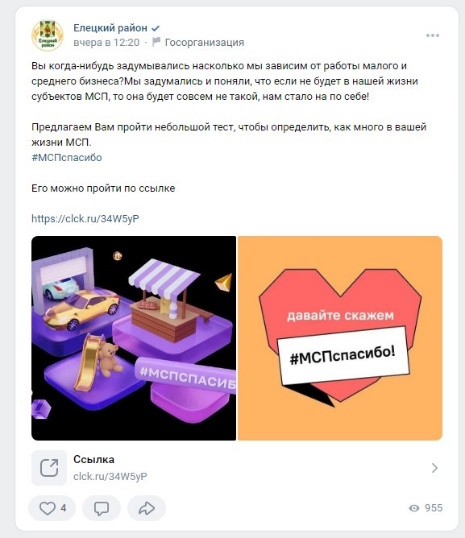 Елецкий район
вчера в 12:20 · Госорганизация
Вы когда-нибудь задумывались насколько мы зависим от работы малого и
среднего бизнеса?Мы задумались и поняли, что если не будет в нашей жизни
субъектов МСП, то она будет совсем не такой, нам стало на по себе!
Предлагаем Вам пройти небольшой тест, чтобы определить, как много в вашей
жизни МСП.
#МСПспасибо
Его можно пройти по ссылке
https://clck.ru/34W5yP
#МСПСПАСИБ
давайте скажем
#МСПспасибо!
Ссылка
clck.ru/34W5yP
4
955